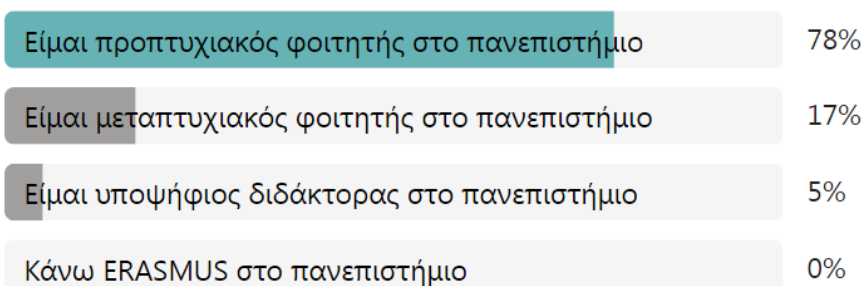 Είμαι προπτυχιακός φοιτητής στο πανεπιστήμιο 78%
Είμαι μεταπτυχιακός φοιτητής στο πανεπιστήμιο 17%
Είμαι υποψήφιος διδάκτορας στο πανεπιστήμιο 5%
Κάνω ERASMUS στο πανεπιστήμιο 0%